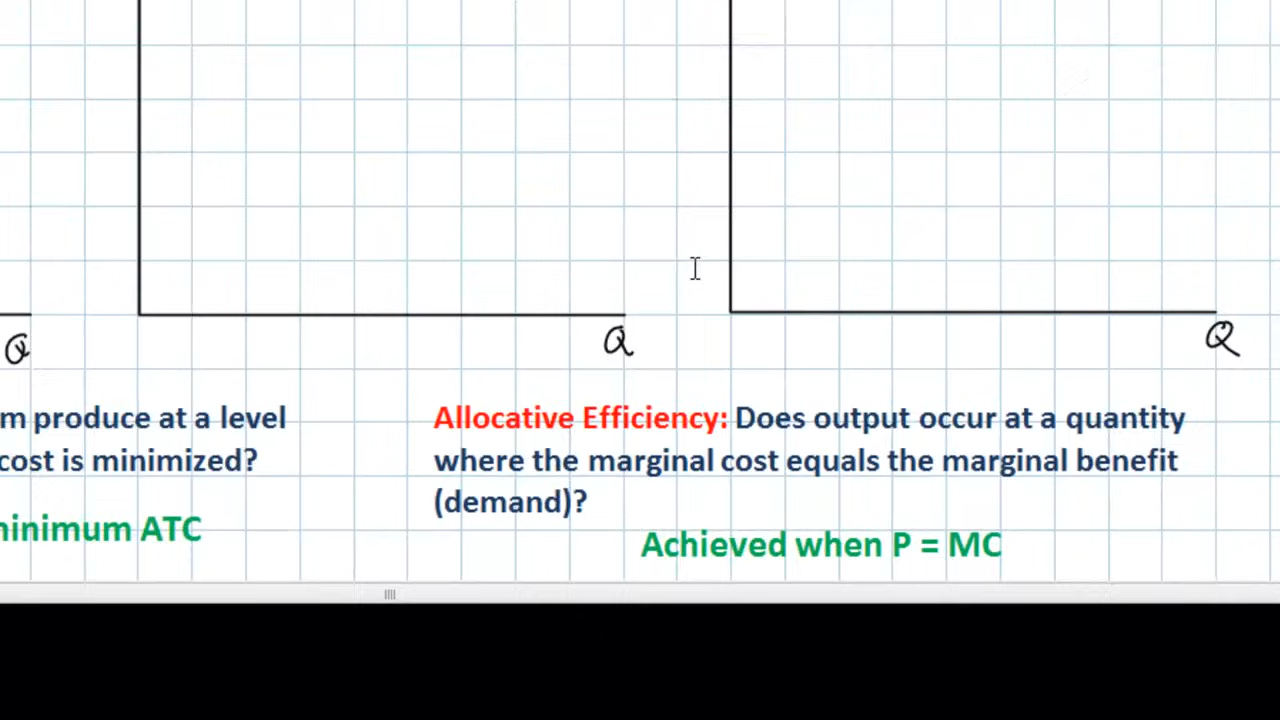 Q
Q
Q
m produce at a level
cost is minimized?
minimum ATC
Allocative Efficiency: Does output occur at a quantity
where the marginal cost equals the marginal benefit
(demand)?
Achieved when P = MC